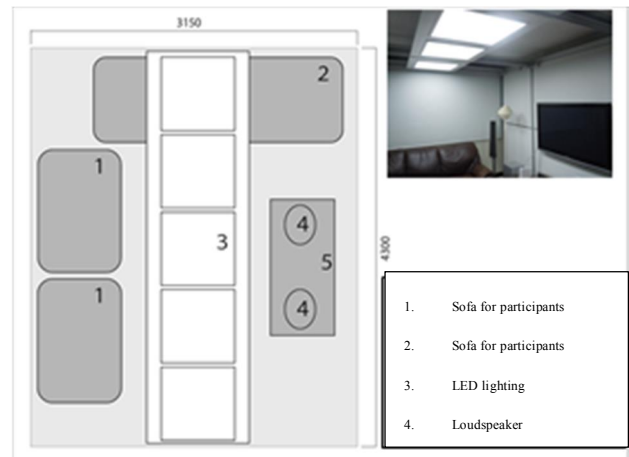 3150
2
1
3
4
5
4
1
4300
1. Sofa for participants
2. Sofa for participants
3. LED lighting
4. Loudspeaker